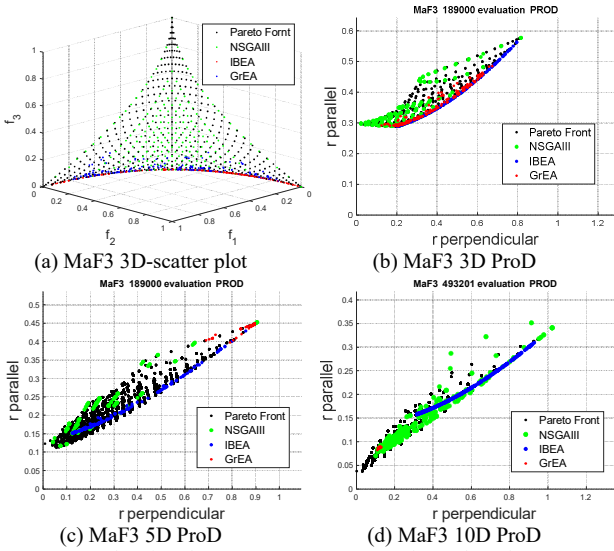 Pareto Fornt
NSGAIII
IBEA
GrEA
1
0.8
0.6
0.4
0.2
0
f3
0.2
0.4
0.6
0.8
1
f2
0
0.2
0.4
0.6
0.8
1
f1
(a) MaF3 3D-scatter plot
MaF3 189000 evaluation PROD
0.6
0.5
0.4
0.3
0.2
0.1
0
r parallel
Pareto Front
NSGAIII
IBEA
GrEA
0 0.2 0.4 0.6 0.8 1
r perpendicular
(b) MaF3 3D ProD
MaF3 189000 evaluation PROD
0.5
0.45
0.4
0.35
0.3
0.25
0.2
0.15
0.1
0.05
0
r parallel
Pareto Front
NSGAIII
IBEA
GrEA
0 0.1 0.2 0.3 0.4 0.5 0.6 0.7 0.8 0.9 1
r perpendicular
(c) MaF3 5D ProD
MaF3 493201 evaluation PROD
0.4
0.35
0.3
0.25
0.2
0.15
0.1
0.05
0
r parallel
Pareto Front
NSGAIII
IBEA
GrEA
0 0.2 0.4 0.6 0.8 1 1.2
r perpendicular
(d) MaF3 10D ProD